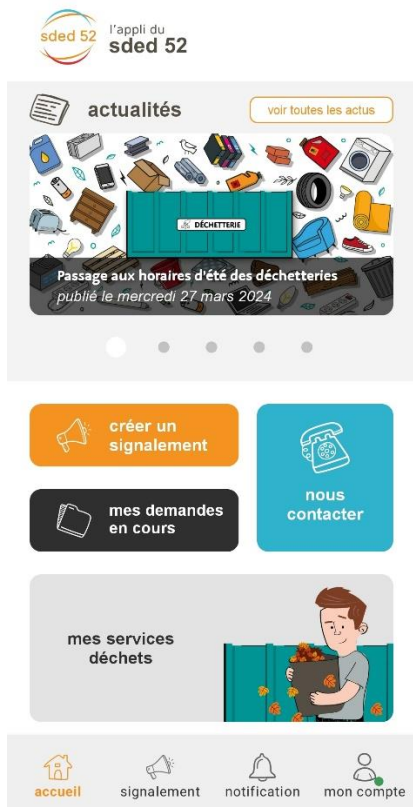 sded 52
l'appli du
sded 52
actualités
voir toutes les actus
DÉCHETTERIE
Passage aux horaires d'été des déchetteries
publié le mercredi 27 mars 2024
créer un
signalement
nous
contacter
mes demandes
en cours
mes services
déchets
accueil
signalement
notification
mon compte